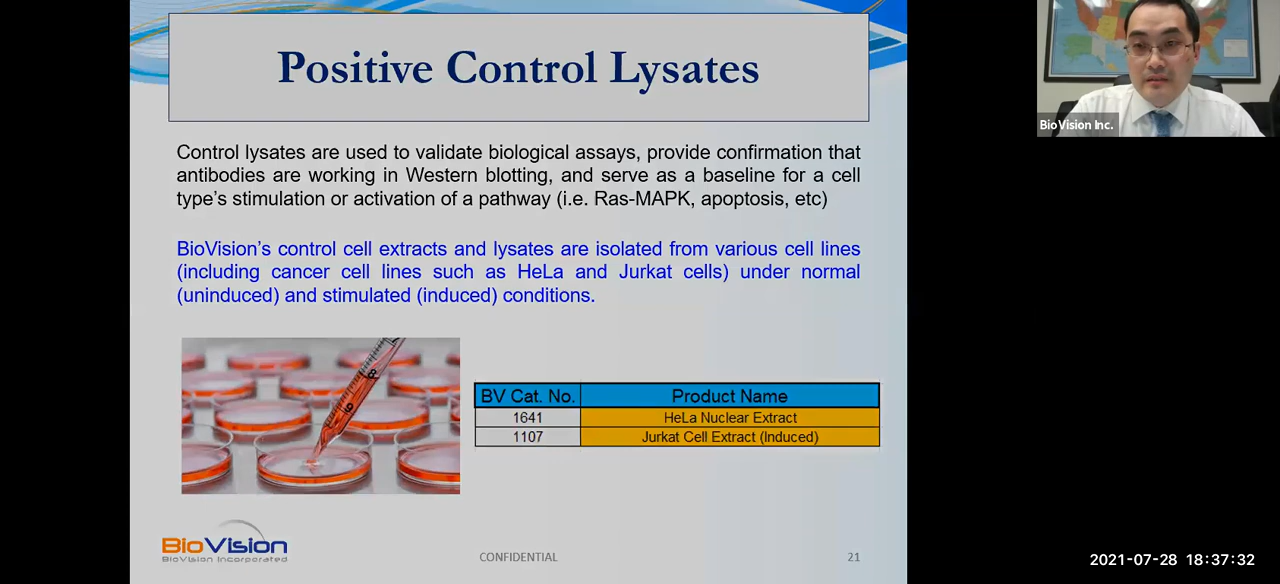 Positive Control Lysates
BioVision Inc.
Control lysates are used to validate biological assays, provide confirmation that
antibodies are working in Western blotting, and serve as a baseline for a cell
type's stimulation or activation of a pathway (i.e. Ras-MAPK, apoptosis, etc)
BioVision's control cell extracts and lysates are isolated from various cell lines
(including cancer cell lines such as HeLa and Jurkat cells) under normal
(uninduced) and stimulated (induced) conditions.
BV Cat. No. Product Name
1641 HeLa Nuclear Extract
1107 Jurkat Cell Extract (Induced)
BioVision
BioVision Incorporated
CONFIDENTIAL
21
2021-07-28 18:37:32